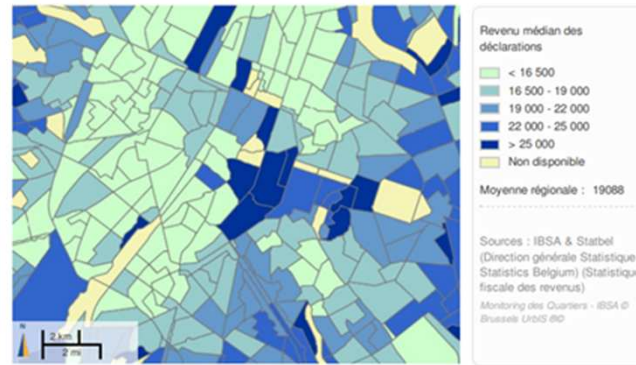 Revenu médian des
déclarations
< 16 500
16 500 - 19 000
19 000 - 22 000
22 000 - 25 000
> 25 000
Non disponible
Moyenne régionale : 19088
Sources : IBSA & Statbel
(Direction générale Statistique
Statistics Belgium) (Statistiqu
fiscale des revenus)
Monitoring des Quartiers - IBSA ©
Brussels UrbIS ®©
N
2 km
2 mi